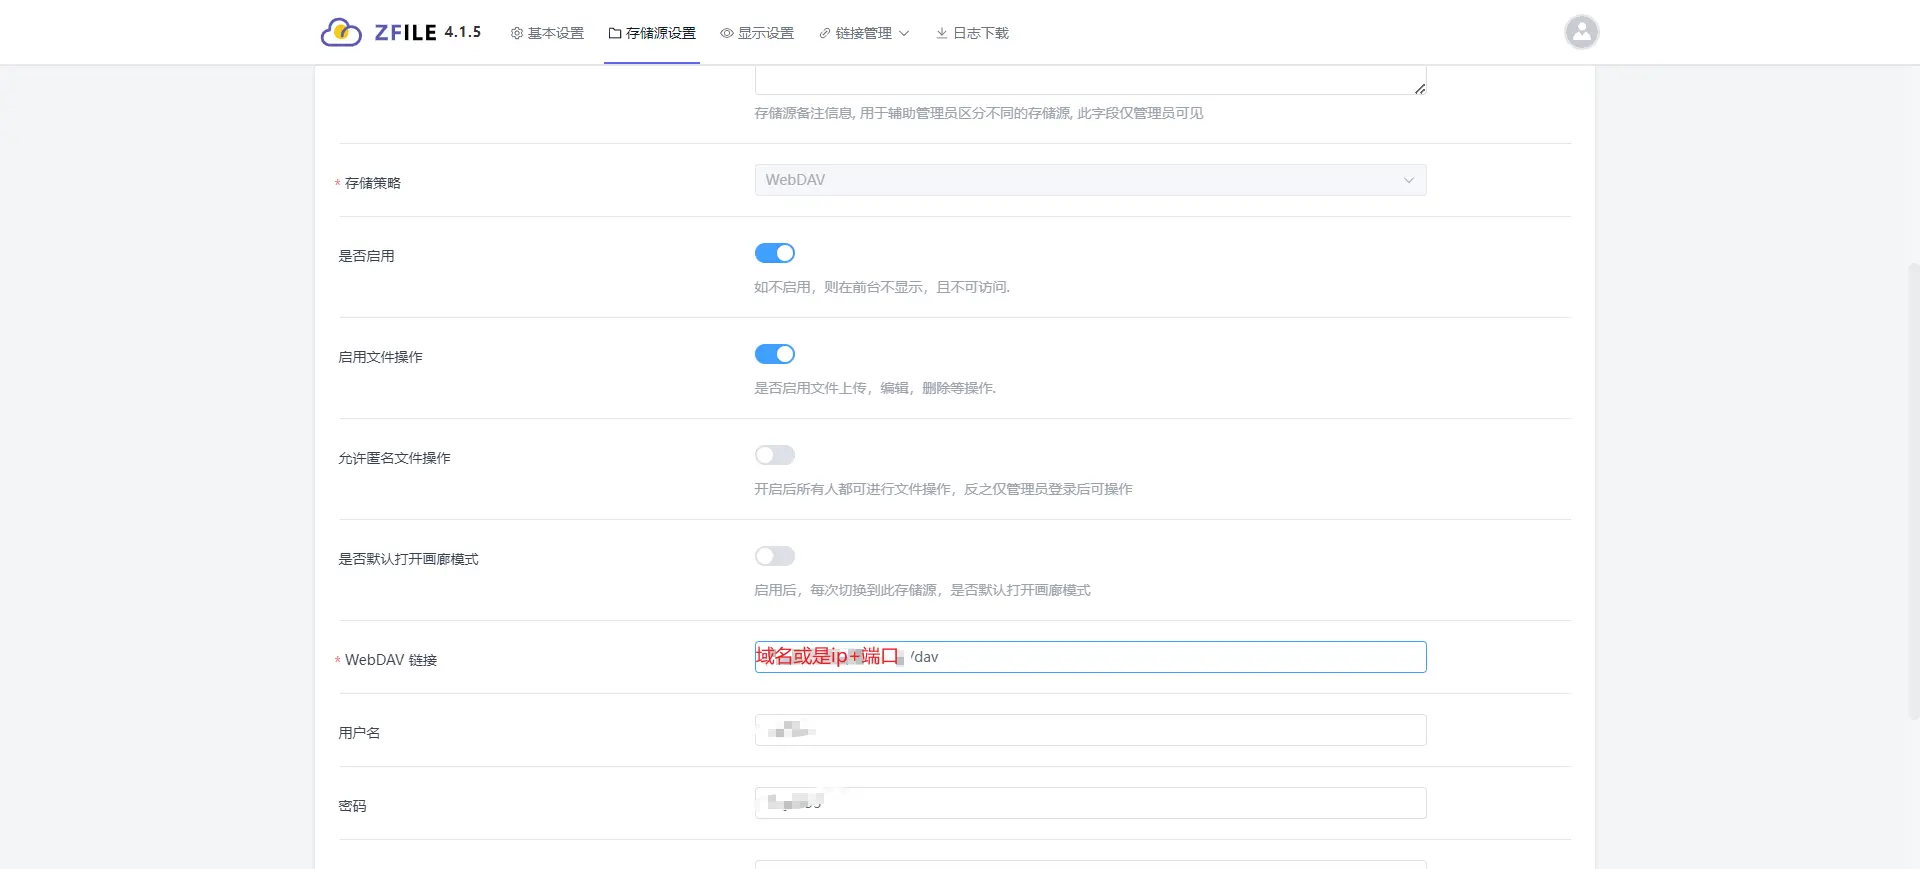 ZFILE 4.1.5 基本设置 存储源设置 显示设置 链接管理 日志下载
存储源备注信息, 用于辅助管理员区分不同的存储源, 此字段仅管理员可见
* 存储策略 WebDAV
是否启用
如不启用，则在前台不显示，且不可访问.
启用文件操作
是否启用文件上传，编辑，删除等操作.
允许匿名文件操作
开启后所有人都可进行文件操作，反之仅管理员登录后可操作
是否默认打开画廊模式
启用后，每次切换到此存储源，是否默认打开画廊模式
* WebDAV 链接 域名或是ip+端口 /dav
用户名
密码